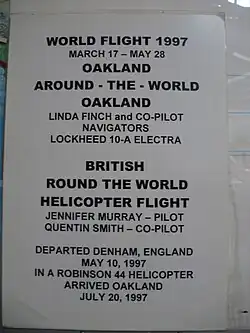 WORLD FLIGHT 1997
MARCH 17 – MAY 28
OAKLAND
AROUND - THE - WORLD
OAKLAND
LINDA FINCH and CO-PILOT
NAVIGATORS
LOCKHEED 10-A ELECTRA
BRITISH
ROUND THE WORLD
HELICOPTER FLIGHT
JENNIFER MURRAY – PILOT
QUENTIN SMITH – CO-PILOT
DEPARTED DENHAM, ENGLAND
MAY 10, 1997
IN A ROBINSON 44 HELICOPTER
ARRIVED OAKLAND
JULY 20, 1997